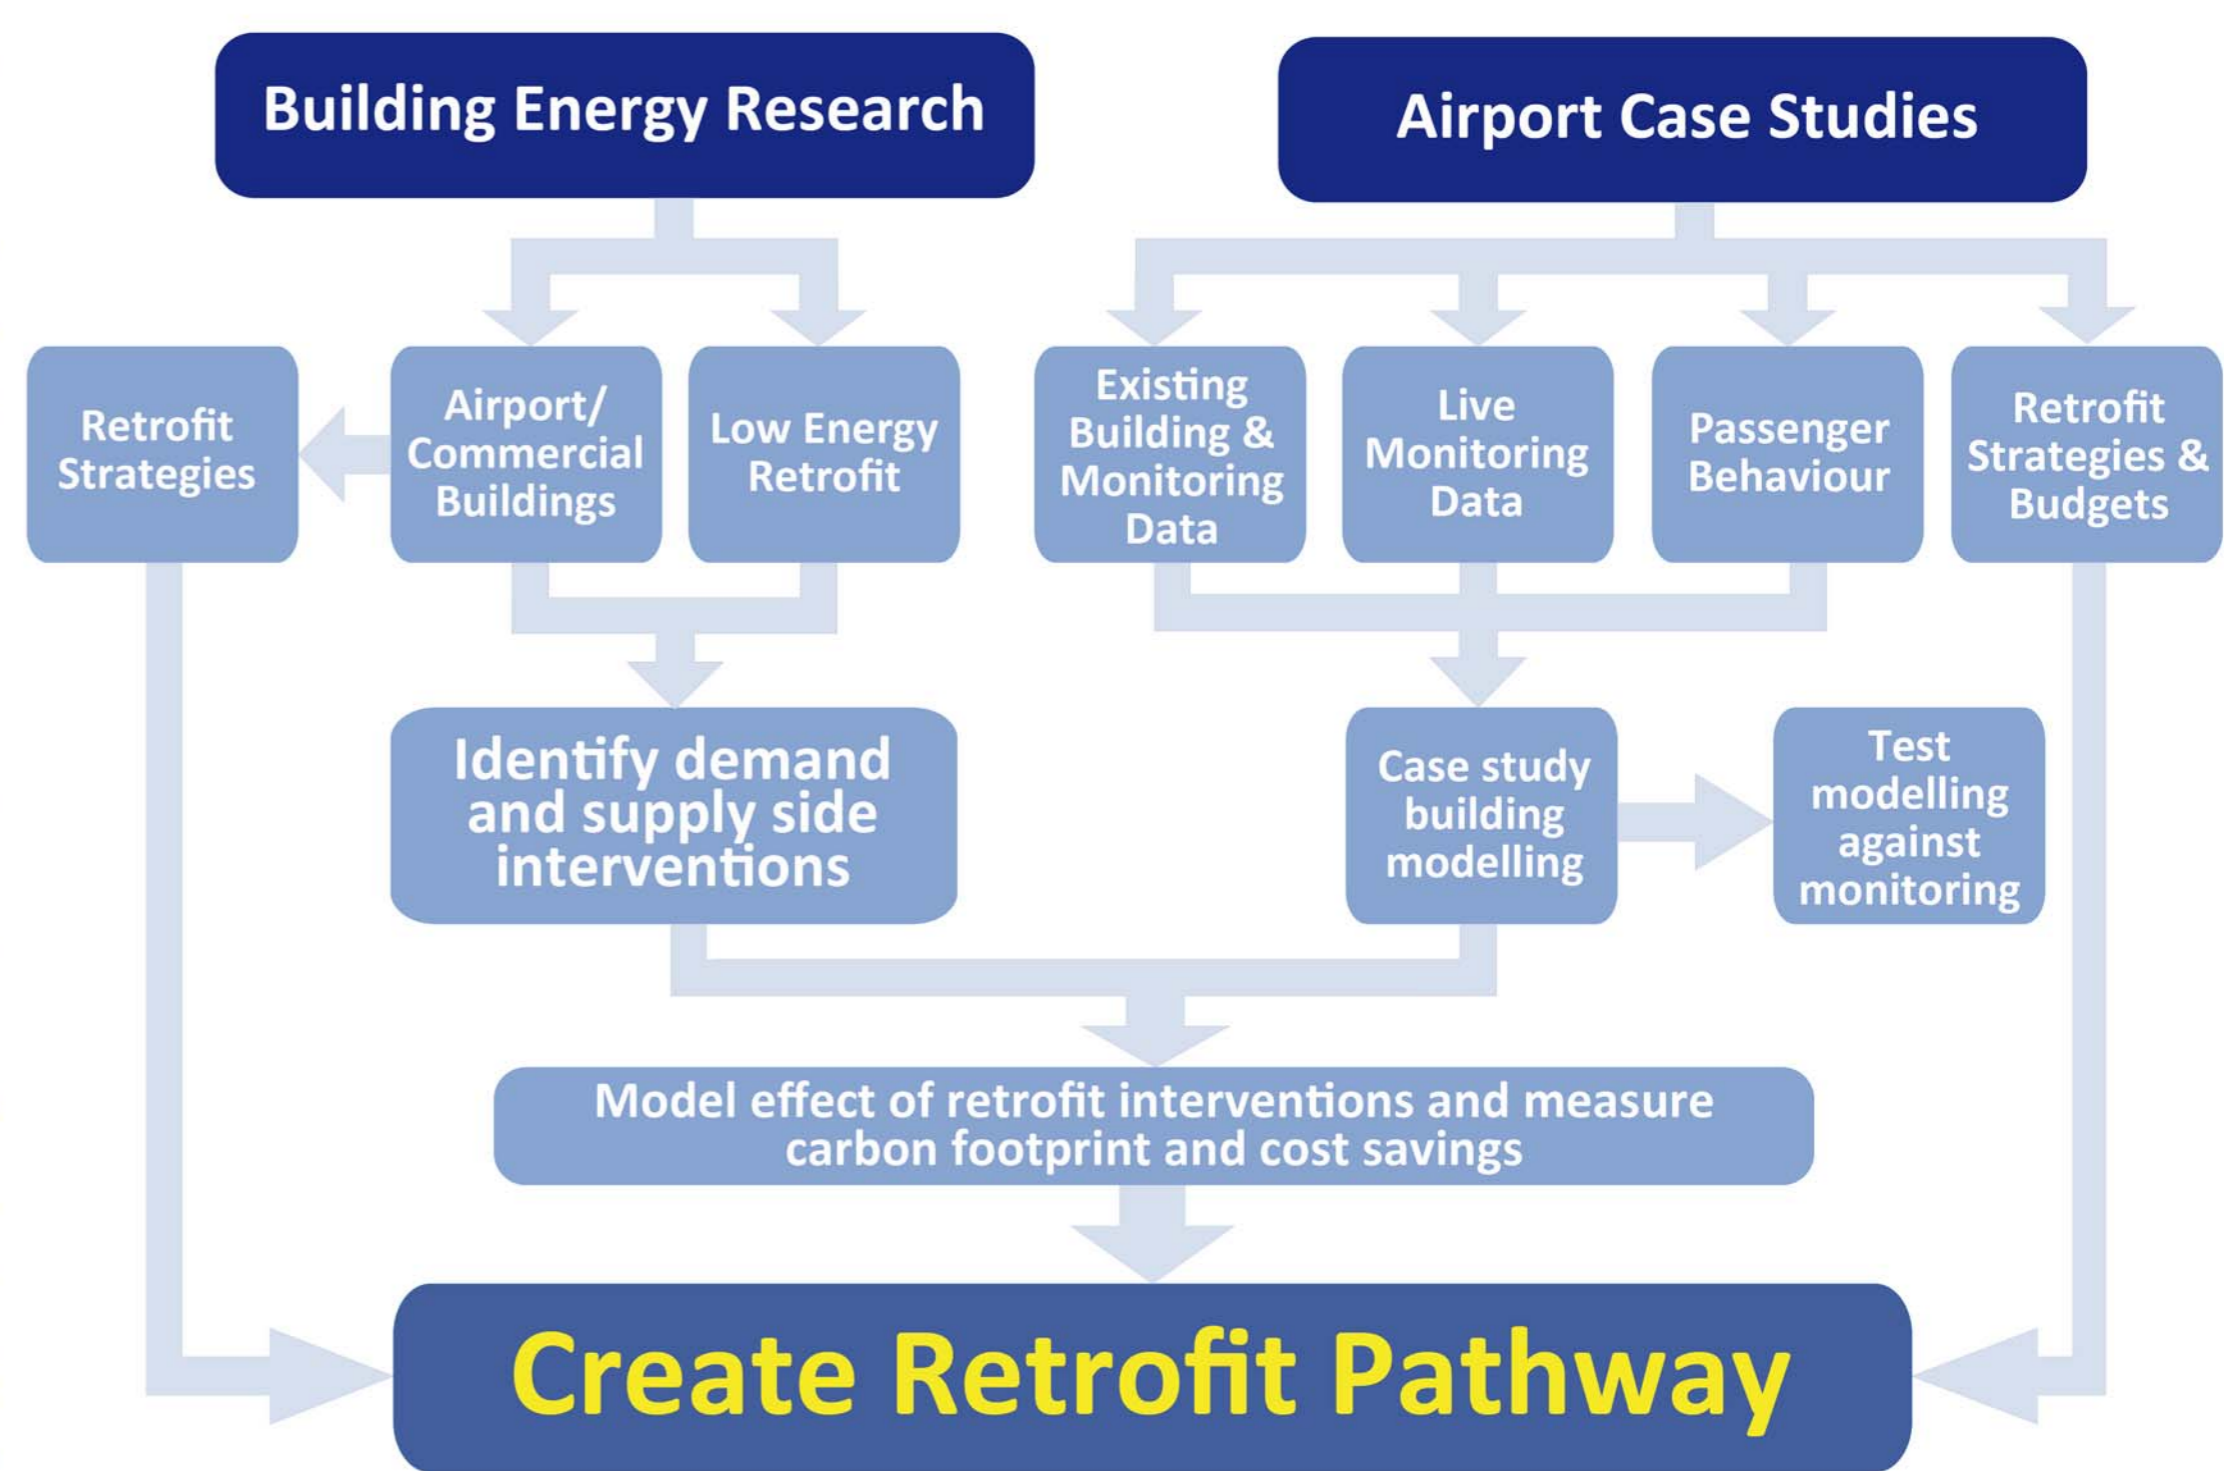 Building Energy Research
Airport Case Studies
Retrofit
Strategies
Airport/
Commercial
Buildings
Low Energy
Retrofit
Existing
Building &
Monitoring
Data
Live
Monitoring
Data
Passenger
Behaviour
Retrofit
Strategies &
Budgets
Identify demand
and supply side
interventions
Case study
building
modelling
Test
modelling
against
monitoring
Model effect of retrofit interventions and measure
carbon footprint and cost savings
Create Retrofit Pathway